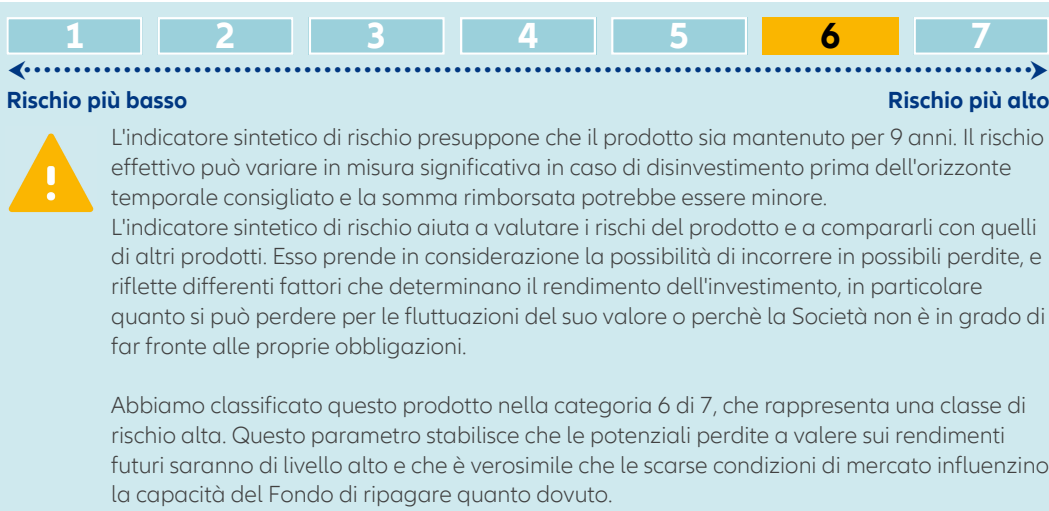 1 2 3 4 5 6 7
Rischio più basso Rischio più alto
L'indicatore sintetico di rischio presuppone che il prodotto sia mantenuto per 9 anni. Il rischio
effettivo può variare in misura significativa in caso di disinvestimento prima dell'orizzonte
temporale consigliato e la somma rimborsata potrebbe essere minore.
L'indicatore sintetico di rischio aiuta a valutare i rischi del prodotto e a compararli con quelli
di altri prodotti. Esso prende in considerazione la possibilità di incorrere in possibili perdite, e
riflette differenti fattori che determinano il rendimento dell'investimento, in particolare
quanto si può perdere per le fluttuazioni del suo valore o perchè la Società non è in grado di
far fronte alle proprie obbligazioni.
Abbiamo classificato questo prodotto nella categoria 6 di 7, che rappresenta una classe di
rischio alta. Questo parametro stabilisce che le potenziali perdite a valere sui rendimenti
futuri saranno di livello alto e che è verosimile che le scarse condizioni di mercato influenzino
la capacità del Fondo di ripagare quanto dovuto.